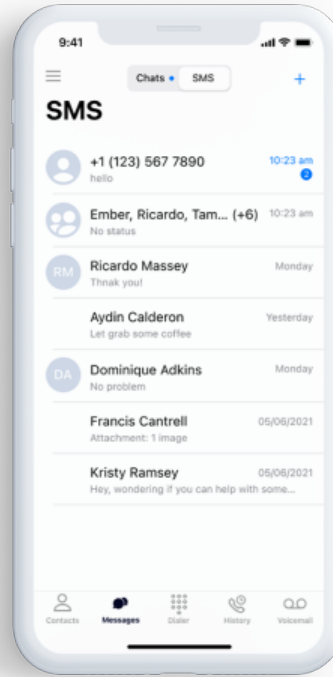 9:41
Chats SMS +
SMS
+1 (123) 567 7890 10:23 am
hello 2
Ember, Ricardo, Tam... (+6) 10:23 am
No status
RM Ricardo Massey Monday
Thnak you!
Aydin Calderon Yesterday
Let grab some coffee
DA Dominique Adkins Monday
No problem
Francis Cantrell 05/06/2021
Attachment: 1 image
Kristy Ramsey 05/06/2021
Hey, wondering if you can help with some...
Contacts Messages Dialer History Voicemail